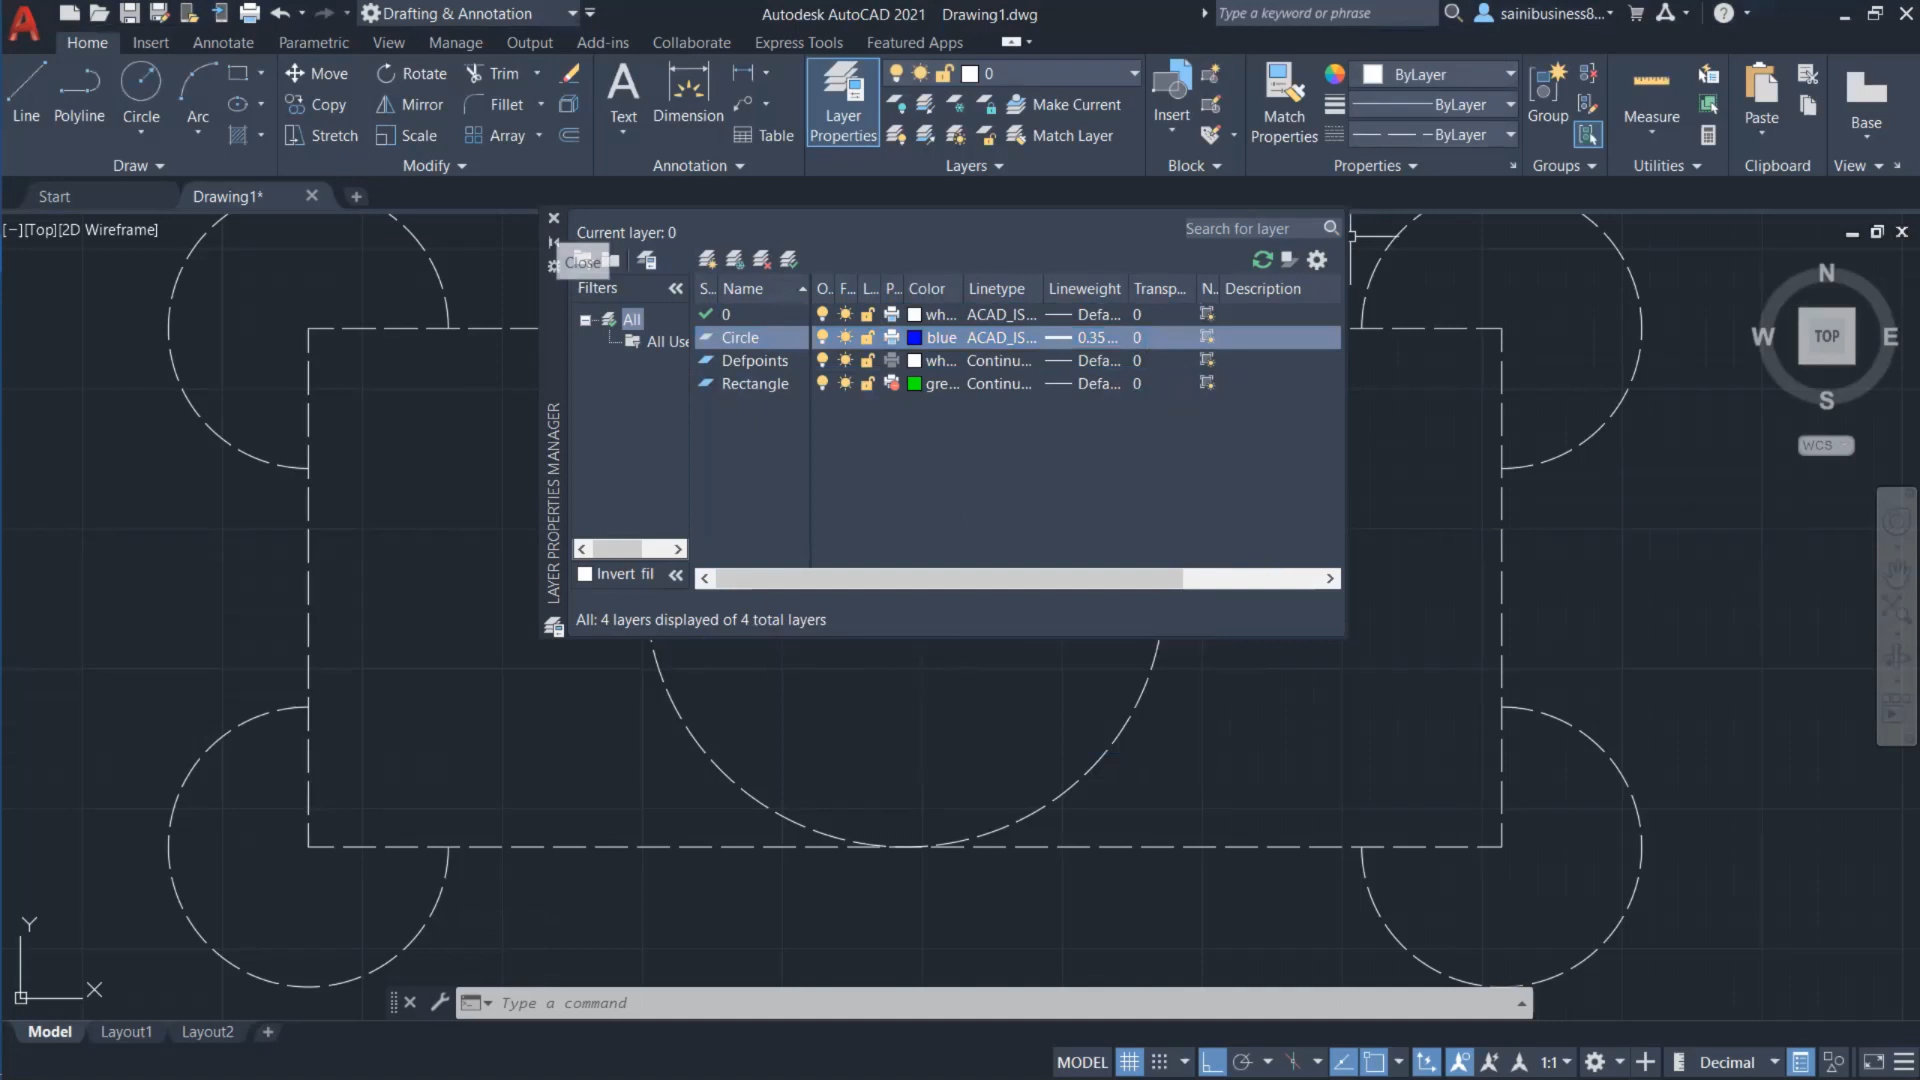 Drafting & Annotation
Autodesk AutoCAD 2021 Drawing1.dwg
Type a keyword or phrase
sainibusiness8...
Home Insert Annotate Parametric View Manage Output Add-ins Collaborate Express Tools Featured Apps
Line Polyline Circle Arc
Move Rotate Trim
Copy Mirror Fillet
Stretch Scale Array
Text Dimension
Table
Layer
Properties
0
Make Current
Match Layer
Insert
Match
Properties
ByLayer
ByLayer
ByLayer
Group
Measure
Paste
Base
Draw Modify Annotation Layers Block Properties Groups Utilities Clipboard View
Start Drawing1*
[−][Top][2D Wireframe]
Current layer: 0
Search for layer
Close
Filters
S.. Name O. F.. L.. P.. Color Linetype Lineweight Transp... N.. Description
All
All Use
0 wh... ACAD_IS... Defa... 0
Circle blue ACAD_IS... 0.35 ... 0
Defpoints wh... Continu... Defa... 0
Rectangle gre... Continu... Defa... 0
LAYER PROPERTIES MANAGER
Invert fil
All: 4 layers displayed of 4 total layers
N
W TOP E
S
WCS
Y
X
Type a command
Model Layout1 Layout2
MODEL 1:1 Decimal